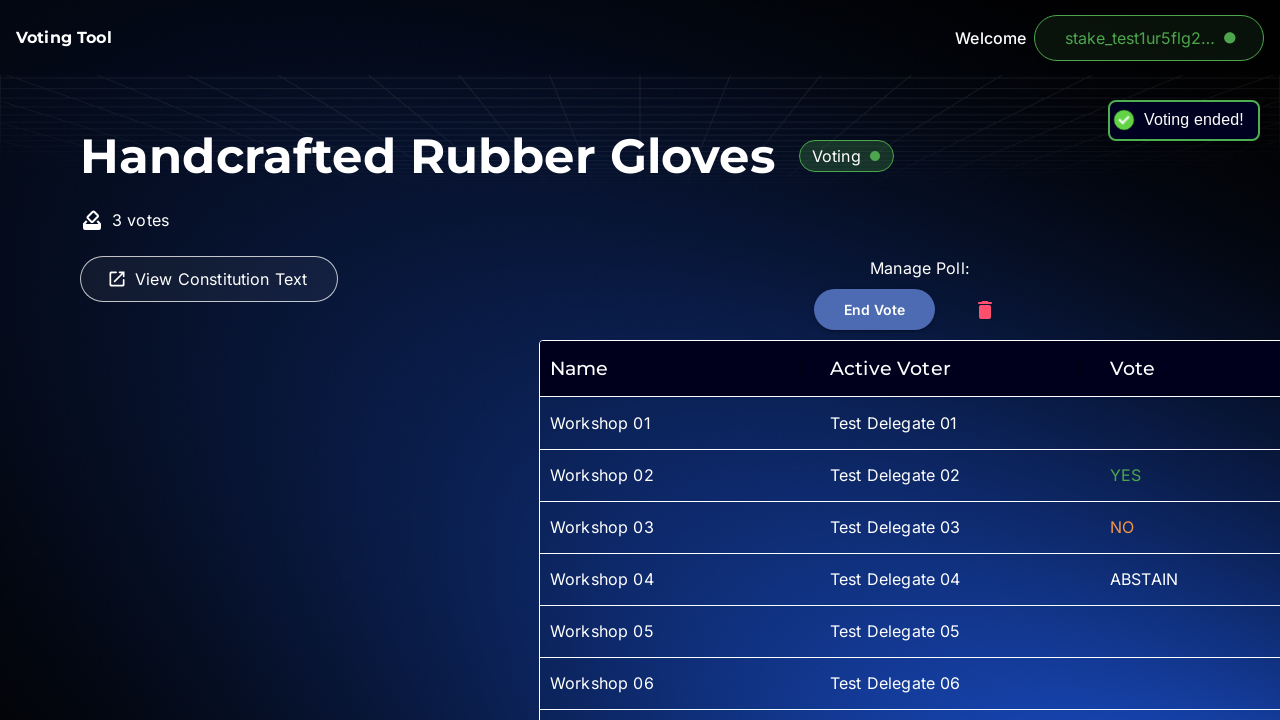 Voting Tool
Welcome
stake_test1ur5flg2...
Voting ended!
Handcrafted Rubber Gloves
Voting
3 votes
View Constitution Text
Manage Poll:
End Vote
Name Active Voter Vote
Workshop 01 Test Delegate 01
Workshop 02 Test Delegate 02 YES
Workshop 03 Test Delegate 03 NO
Workshop 04 Test Delegate 04 ABSTAIN
Workshop 05 Test Delegate 05
Workshop 06 Test Delegate 06